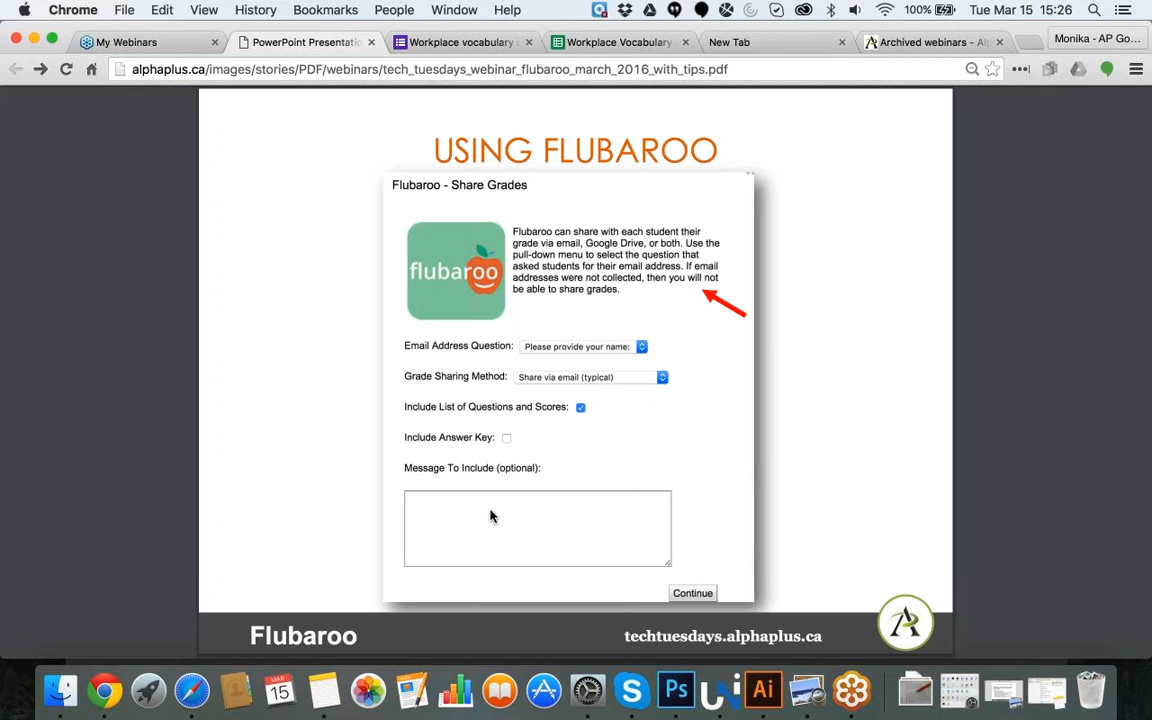 Chrome File Edit View History Bookmarks People Window Help 100% Tue Mar 15 15:26
My Webinars PowerPoint Presentatio Workplace vocabulary a Workplace Vocabulary New Tab Archived webinars - Alp Monika - AP Go...
alphaplus.ca/images/stories/PDF/webinars/tech_tuesdays_webinar_flubaroo_march_2016_with_tips.pdf
USING FLUBAROO
Flubaroo - Share Grades
flubaroo
Flubaroo can share with each student their
grade via email, Google Drive, or both. Use the
pull-down menu to select the question that
asked students for their email address. If email
addresses were not collected, then you will not
be able to share grades.
Email Address Question: Please provide your name:
Grade Sharing Method: Share via email (typical)
Include List of Questions and Scores:
Include Answer Key:
Message To Include (optional):
Continue
Flubaroo techtuesdays.alphaplus.ca
MAR
15
Ps
Ai